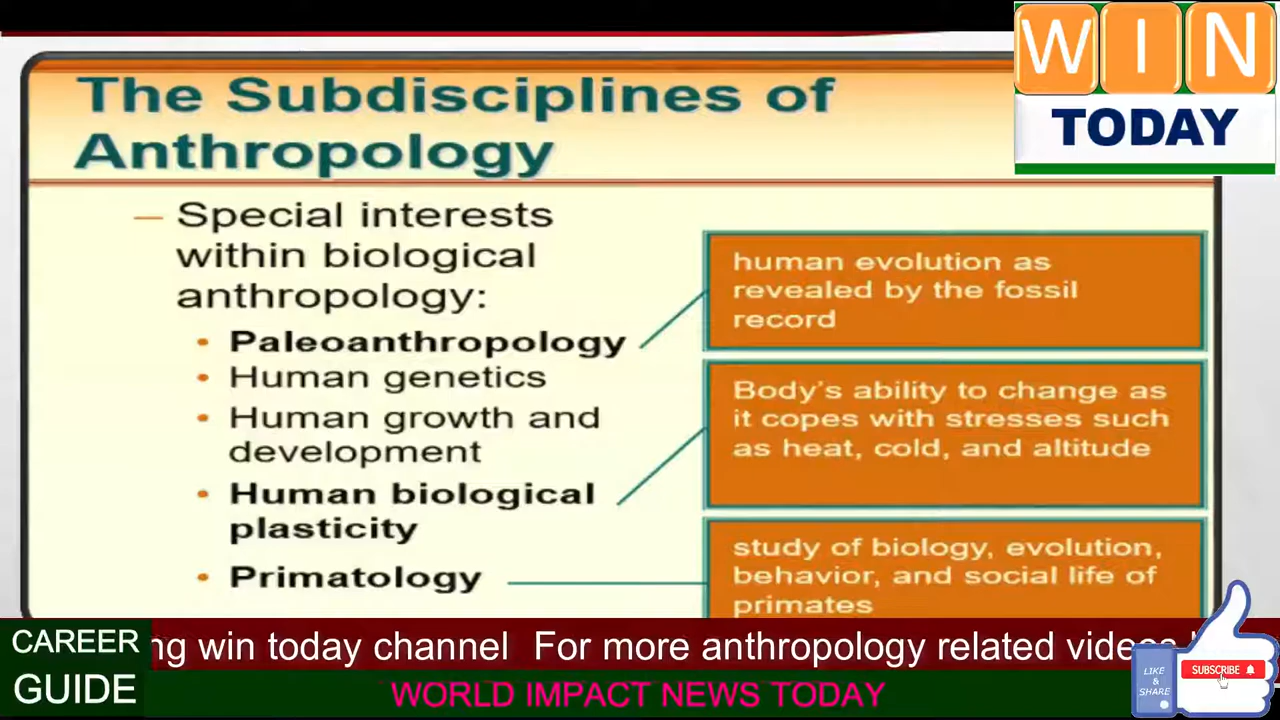 WIN
TODAY
The Subdisciplines of
Anthropology
– Special interests
within biological
anthropology:
• Paleoanthropology
• Human genetics
• Human growth and
development
• Human biological
plasticity
• Primatology
human evolution as
revealed by the fossil
record
Body's ability to change as
it copes with stresses such
as heat, cold, and altitude
study of biology, evolution,
behavior, and social life of
primates
CAREER
GUIDE
ng win today channel For more anthropology related videos
WORLD IMPACT NEWS TODAY
LIKE
&
SHARE
SUBSCRIBE